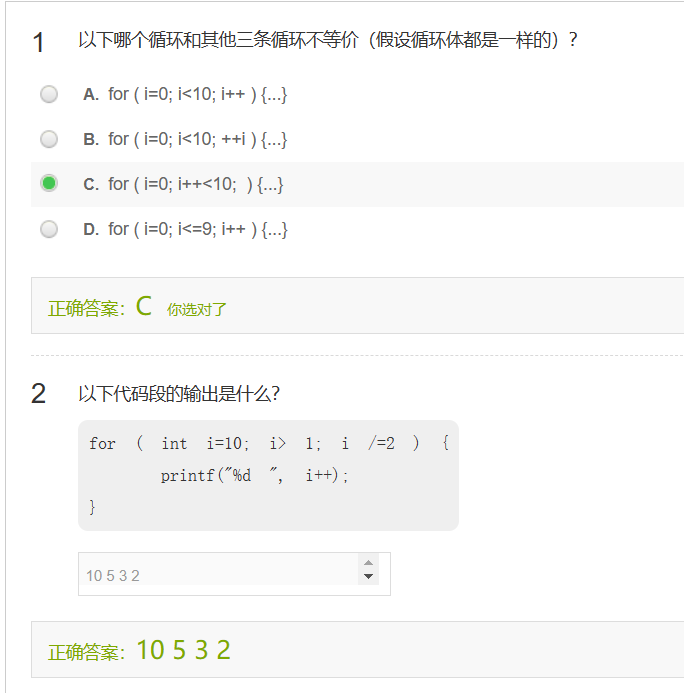 1 以下哪个循环和其他三条循环不等价（假设循环体都是一样的）?
A. for ( i=0; i<10; i++ ) {...}
B. for ( i=0; i<10; ++i ) {...}
C. for ( i=0; i++<10;  ) {...}
D. for ( i=0; i<=9; i++ ) {...}
正确答案：C 你选对了
2 以下代码段的输出是什么?
for ( int i=10; i> 1; i /=2 ) {
printf("%d ", i++);
}
10 5 3 2
正确答案：10 5 3 2